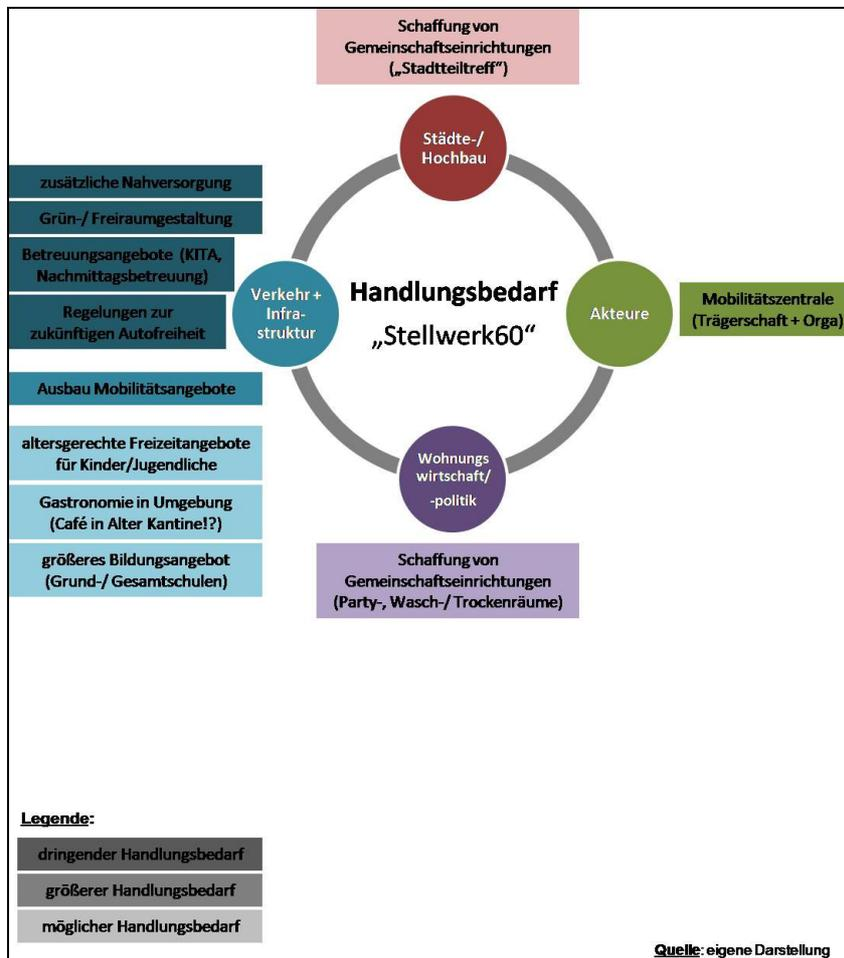 Schaffung von
Gemeinschaftseinrichtungen
(„Stadtteiltreff“)
Städte-/
Hochbau
zusätzliche Nahversorgung
Grün-/ Freiraumgestaltung
Betreuungsangebote (KITA,
Nachmittagsbetreuung)
Regelungen zur
zukünftigen Autofreiheit
Ausbau Mobilitätsangebote
altersgerechte Freizeitangebote
für Kinder/Jugendliche
Gastronomie in Umgebung
(Café in Alter Kantine!?)
größeres Bildungsangebot
(Grund-/ Gesamtschulen)
Verkehr +
Infra-
struktur
Handlungsbedarf
„Stellwerk60“
Akteure
Mobilitätszentrale
(Trägerschaft + Orga)
Wohnungs
wirtschaft/
-politik
Schaffung von
Gemeinschaftseinrichtungen
(Party-, Wasch-/ Trockenräume)
Legende:
dringender Handlungsbedarf
größerer Handlungsbedarf
möglicher Handlungsbedarf
Quelle: eigene Darstellung